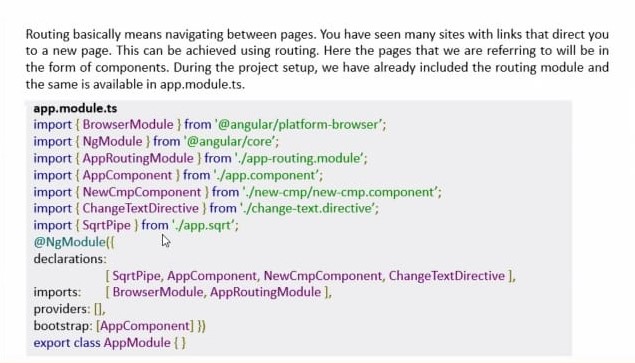 Routing basically means navigating between pages. You have seen many sites with links that direct you
to a new page. This can be achieved using routing. Here the pages that we are referring to will be in
the form of components. During the project setup, we have already included the routing module and
the same is available in app.module.ts.
app.module.ts
import { BrowserModule } from '@angular/platform-browser';
import { NgModule } from '@angular/core';
import { AppRoutingModule } from './app-routing.module';
import { AppComponent } from './app.component';
import { NewCmpComponent } from './new-cmp/new-cmp.component';
import { ChangeTextDirective } from './change-text.directive';
import { SqrtPipe } from './app.sqrt';
@NgModule({
declarations:
[ SqrtPipe, AppComponent, NewCmpComponent, ChangeTextDirective ],
imports: [ BrowserModule, AppRoutingModule ],
providers: [],
bootstrap: [AppComponent] })
export class AppModule { }